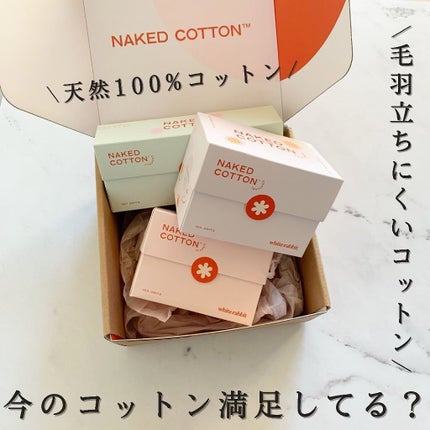 NAKED COTTON™
\天然100%コットン/
/毛羽立ちにくいコットン\
NAKED
COTTON
NAKED
COTTON
NAKED
COTTON
whiterabbit
NAKED
COTTON
whiterabbit
今のコットン満足してる？